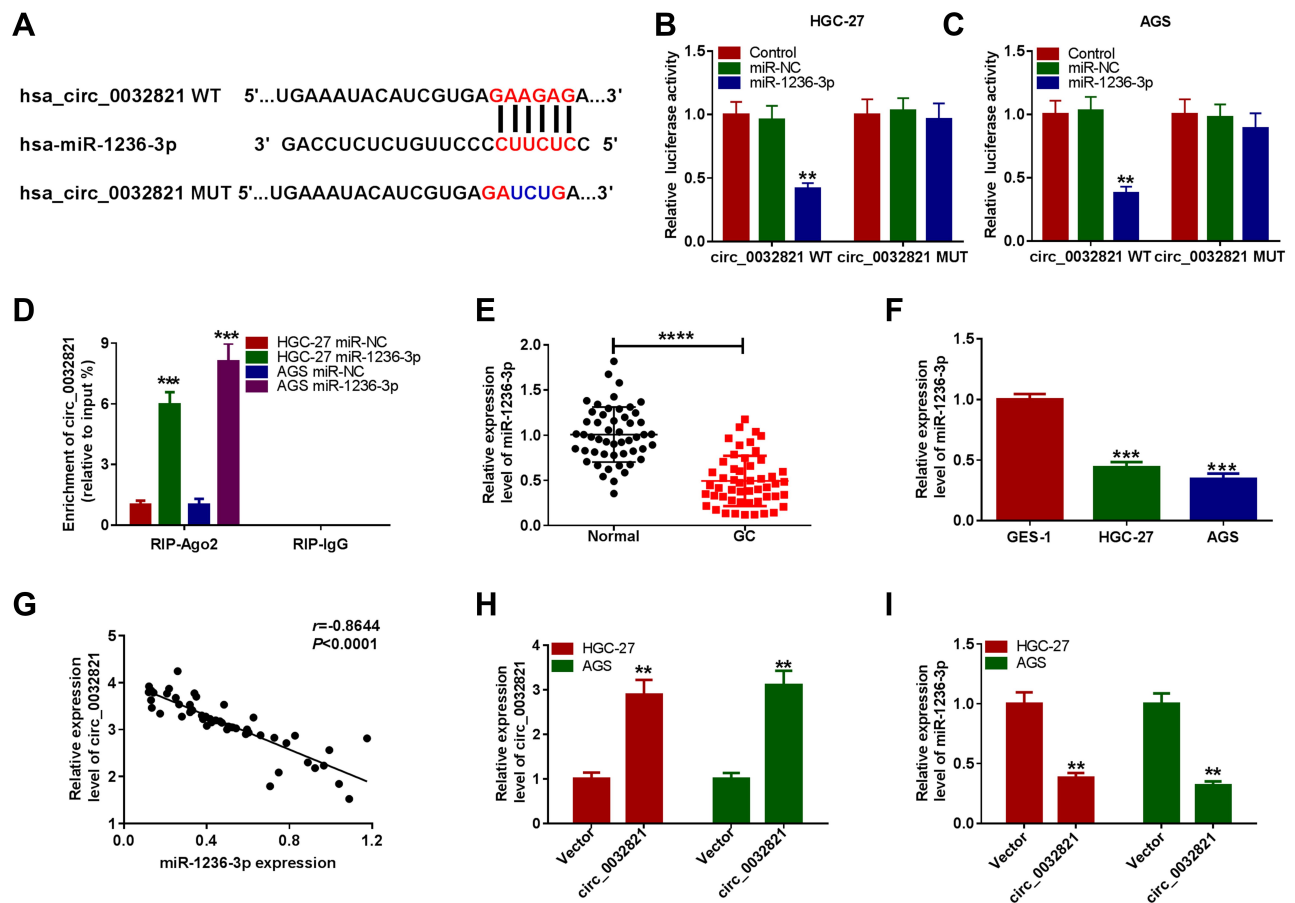 A
hsa_circ_0032821 WT 5'...UGAAAUACAUCGUGAGAAGAGA...3'
hsa-miR-1236-3p 3' GACCUCUCUGUUCCCCUUCUCC 5'
hsa_circ_0032821 MUT 5'...UGAAAUACAUCGUGAGAUCUGA...3'
B
HGC-27
Relative luciferase activity
1.5
1.0
0.5
0.0
Control
miR-NC
miR-1236-3p
**
circ_0032821 WT circ_0032821 MUT
C
AGS
Relative luciferase activity
1.5
1.0
0.5
0.0
Control
miR-NC
miR-1236-3p
**
circ_0032821 WT circ_0032821 MUT
D
Enrichment of circ_0032821
(relative to input %)
9
6
3
0
***
***
HGC-27 miR-NC
HGC-27 miR-1236-3p
AGS miR-NC
AGS miR-1236-3p
RIP-Ago2 RIP-IgG
E
Relative expression
level of miR-1236-3p
2.0
1.5
1.0
0.5
0.0
****
Normal GC
F
Relative expression
level of miR-1236-3p
1.5
1.0
0.5
0.0
***
***
GES-1 HGC-27 AGS
G
Relative expression
level of circ_0032821
5
4
3
2
1
r=-0.8644
P<0.0001
0.0 0.4 0.8 1.2
miR-1236-3p expression
H
Relative expression
level of circ_0032821
4
3
2
1
0
HGC-27
AGS
**
**
Vector
circ_0032821
Vector
circ_0032821
I
Relative expression
level of miR-1236-3p
1.5
1.0
0.5
0.0
HGC-27
AGS
**
**
Vector
circ_0032821
Vector
circ_0032821